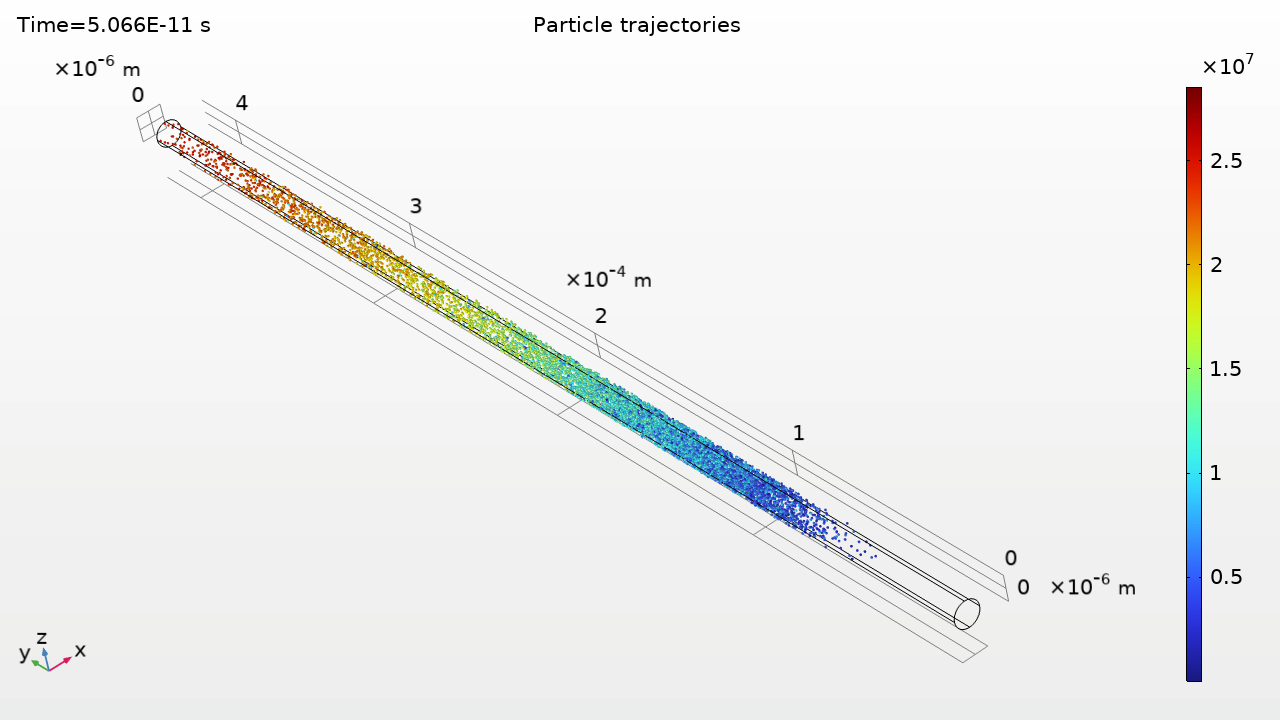 Time=5.066E-11 s
Particle trajectories
×10⁻⁶ m
×10⁷
0
4
3
×10⁻⁴ m
2
1
0
0 ×10⁻⁶ m
2.5
2
1.5
1
0.5
z
y
x